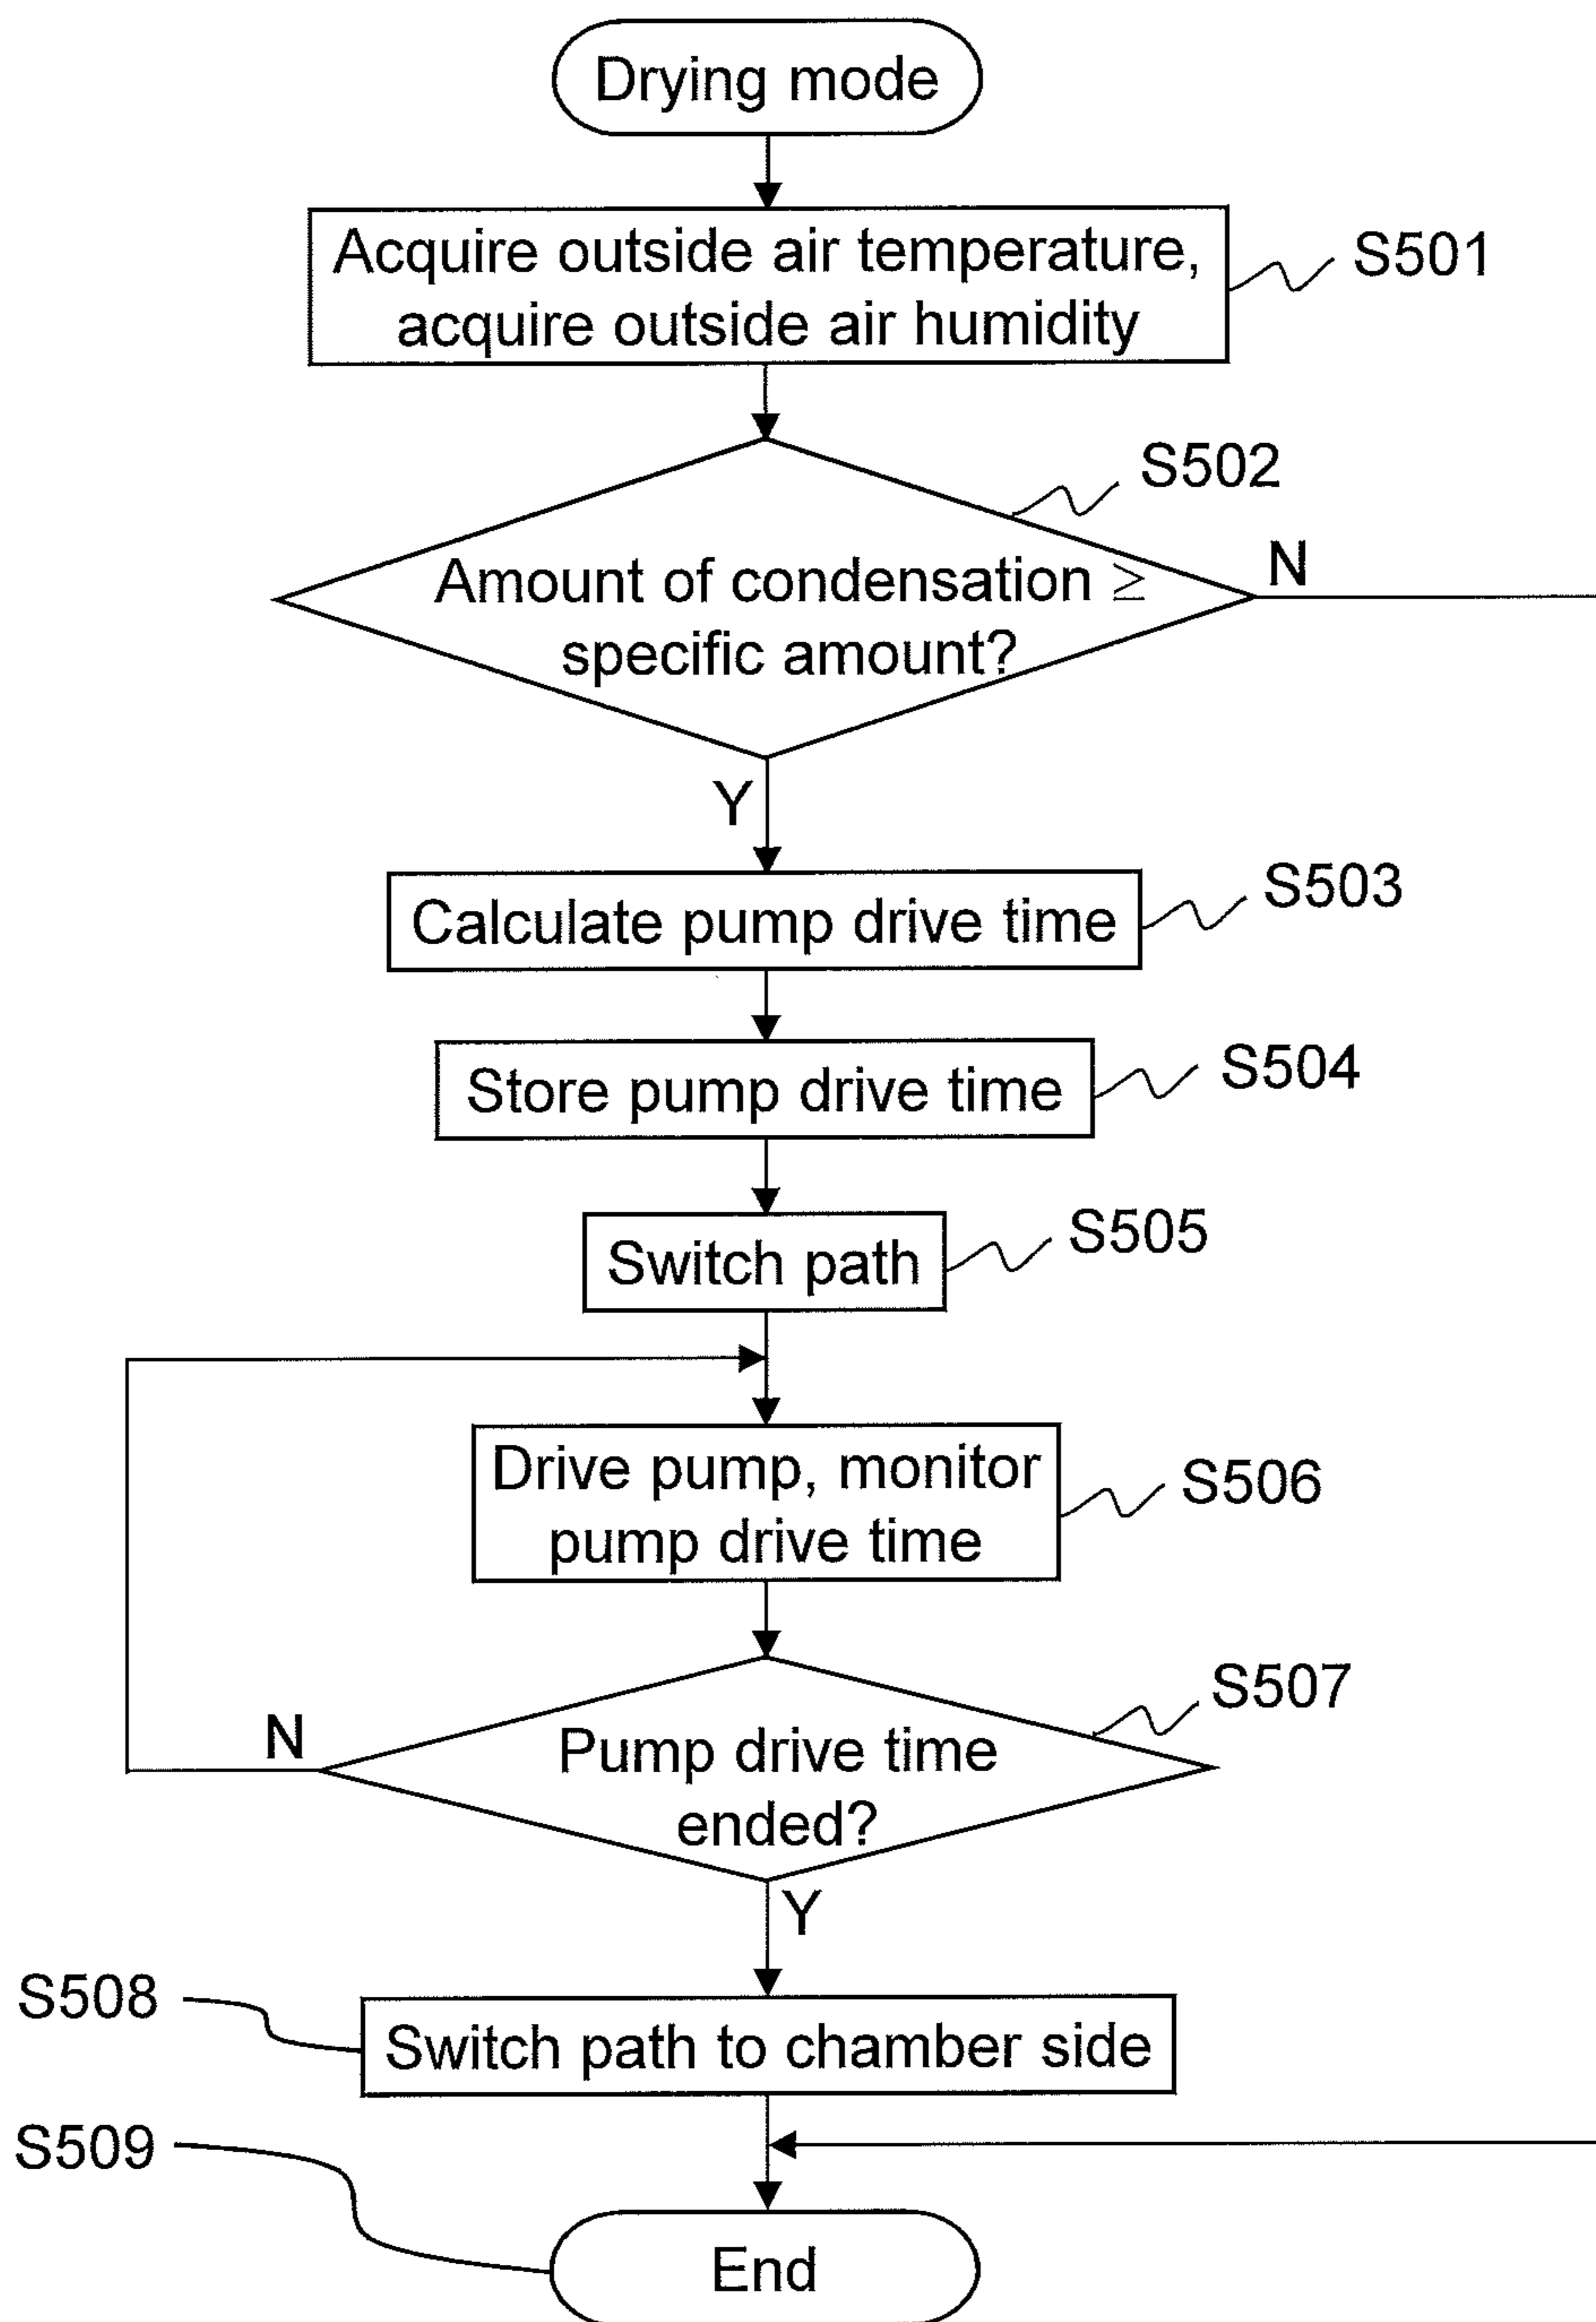 Drying mode
Acquire outside air temperature,
acquire outside air humidity
S501
S502
Amount of condensation ≥
specific amount?
N
Y
Calculate pump drive time
S503
Store pump drive time
S504
Switch path
S505
Drive pump, monitor
pump drive time
S506
S507
Pump drive time
ended?
N
Y
S508
Switch path to chamber side
S509
End